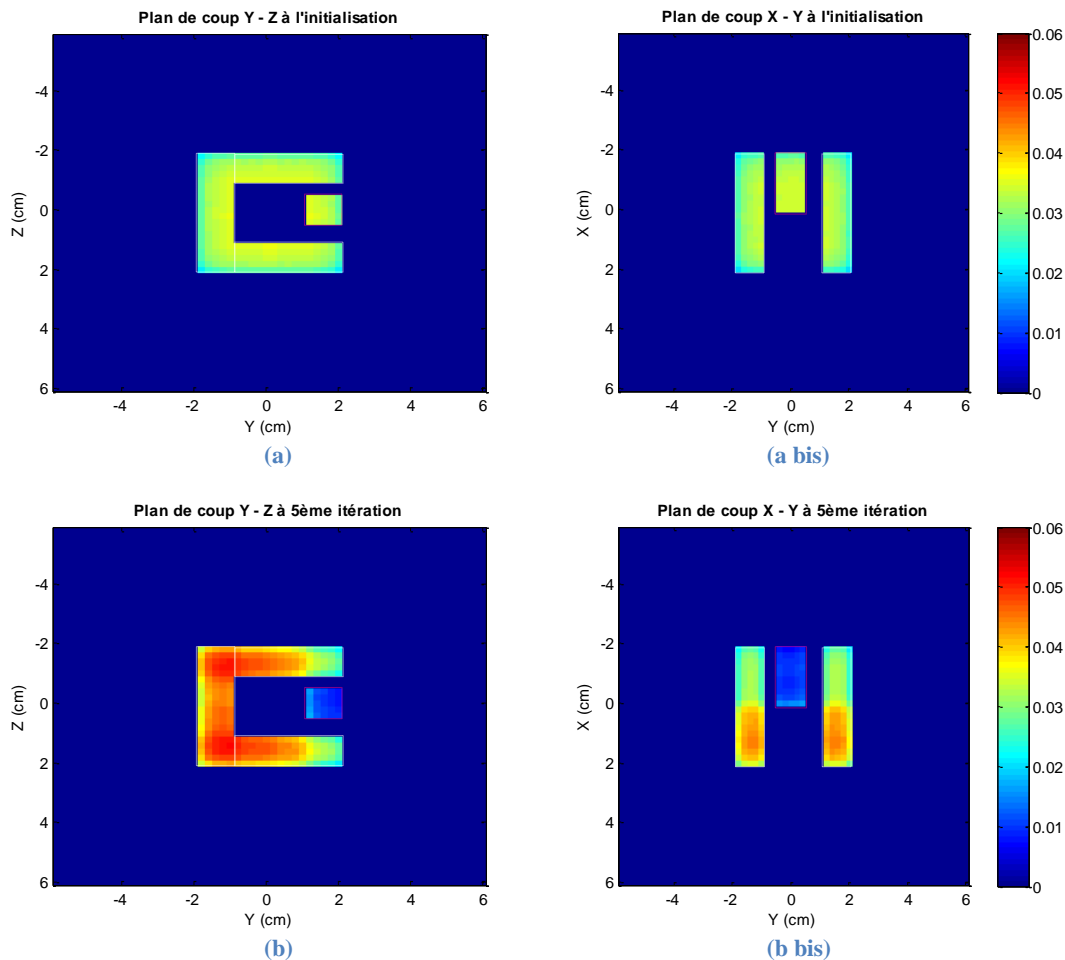 Plan de coup Y - Z à l'initialisation
-4
-2
0
2
4
6
Z (cm)
-4 -2 0 2 4 6
Y (cm)
(a)
Plan de coup X - Y à l'initialisation
-4
-2
0
2
4
6
X (cm)
-4 -2 0 2 4 6
Y (cm)
0.06
0.05
0.04
0.03
0.02
0.01
0
(a bis)
Plan de coup Y - Z à 5ème itération
-4
-2
0
2
4
6
Z (cm)
-4 -2 0 2 4 6
Y (cm)
(b)
Plan de coup X - Y à 5ème itération
-4
-2
0
2
4
6
X (cm)
-4 -2 0 2 4 6
Y (cm)
0.06
0.05
0.04
0.03
0.02
0.01
0
(b bis)